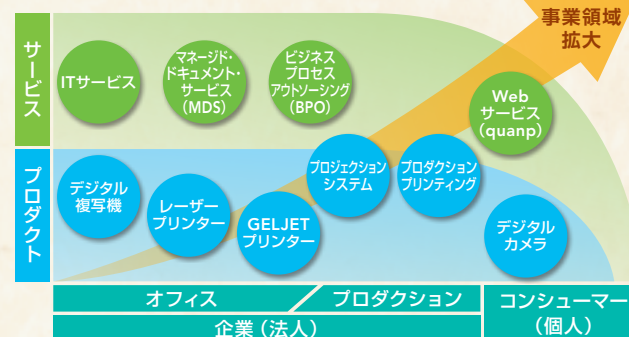 事業領域
拡大
サービス
ITサービス
マネージド・
ドキュメント・
サービス
(MDS)
ビジネス
プロセス
アウトソーシング
(BPO)
Web
サービス
(quanp)
プロダクト
デジタル
複写機
レーザー
プリンター
GELJET
プリンター
プロジェクション
システム
プロダクション
プリンティング
デジタル
カメラ
オフィス
プロダクション
コンシューマー
(個人)
企業(法人)